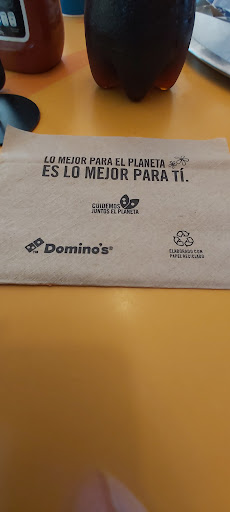 LO MEJOR PARA EL PLANETA
ES LO MEJOR PARA TÍ.
CUIDEMOS
JUNTOS EL PLANETA
Domino's®
ELABORADO CON
PAPEL RECICLADO